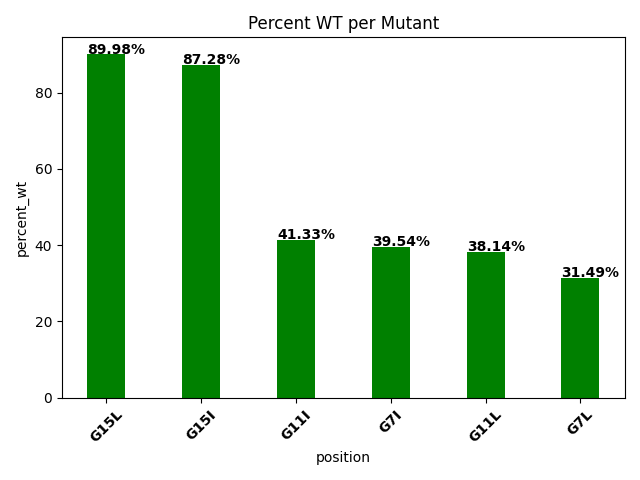 Percent WT per Mutant
percent_wt
80
60
40
20
0
89.98%
87.28%
41.33%
39.54%
38.14%
31.49%
G15L
G15I
G11I
G7I
G11L
G7L
position